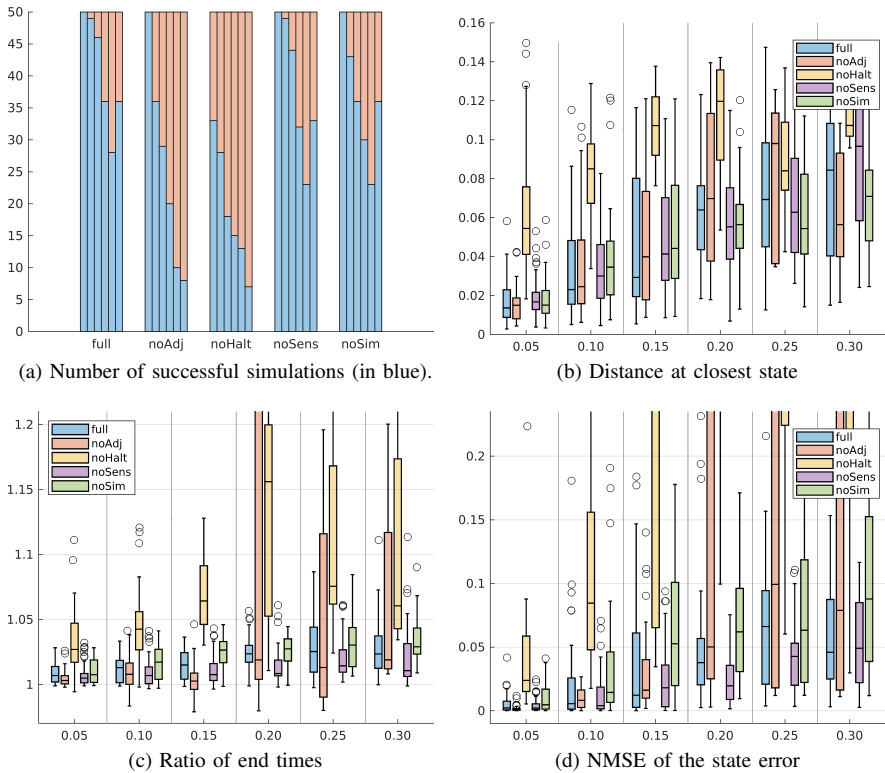 50
45
40
35
30
25
20
15
10
5
0
full noAdj noHalt noSens noSim
(a) Number of successful simulations (in blue).
0.16
0.14
0.12
0.1
0.08
0.06
0.04
0.02
0
full
noAdj
noHalt
noSens
noSim
0.05 0.10 0.15 0.20 0.25 0.30
(b) Distance at closest state
1.2
1.15
1.1
1.05
1
full
noAdj
noHalt
noSens
noSim
0.05 0.10 0.15 0.20 0.25 0.30
(c) Ratio of end times
0.2
0.15
0.1
0.05
0
full
noAdj
noHalt
noSens
noSim
0.05 0.10 0.15 0.20 0.25 0.30
(d) NMSE of the state error